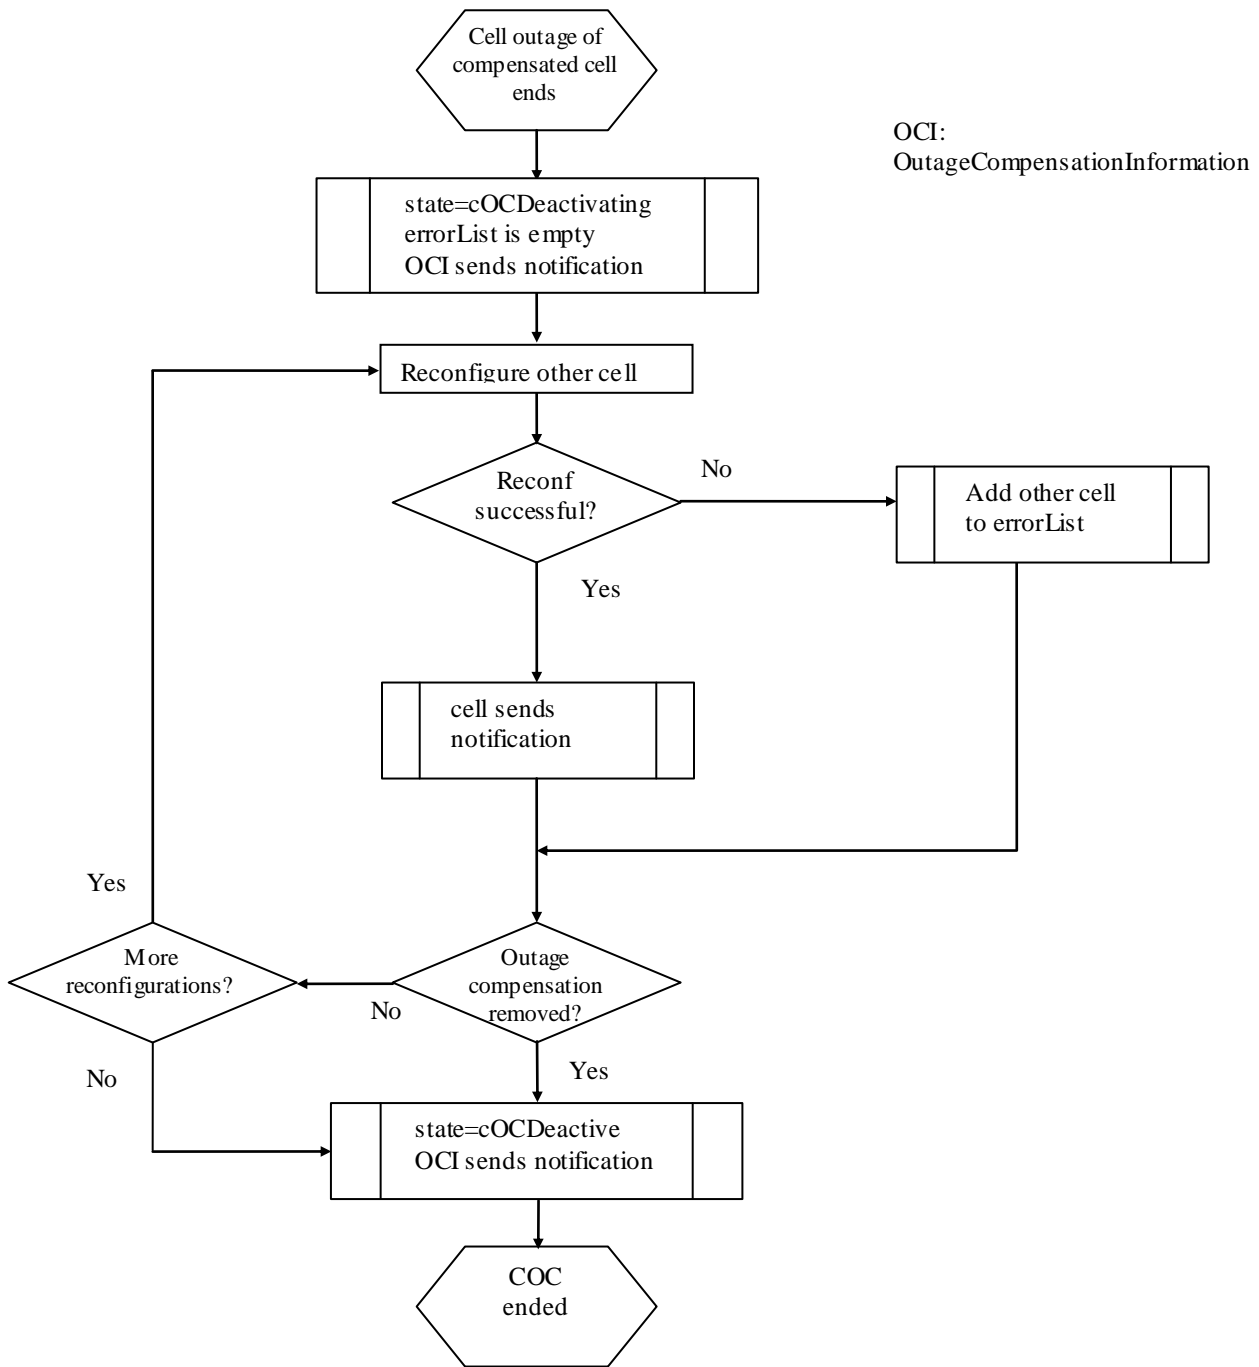 Cell outage of
compensated cell
ends
OCI:
OutageCompensationInformation
state=cOCDeactivating
errorList is empty
OCI sends notification
Reconfigure other cell
Reconf
successful?
No
Add other cell
to errorList
Yes
cell sends
notification
Yes
More
reconfigurations?
No
Outage
compensation
removed?
No
Yes
state=cOCDeactive
OCI sends notification
COC
ended